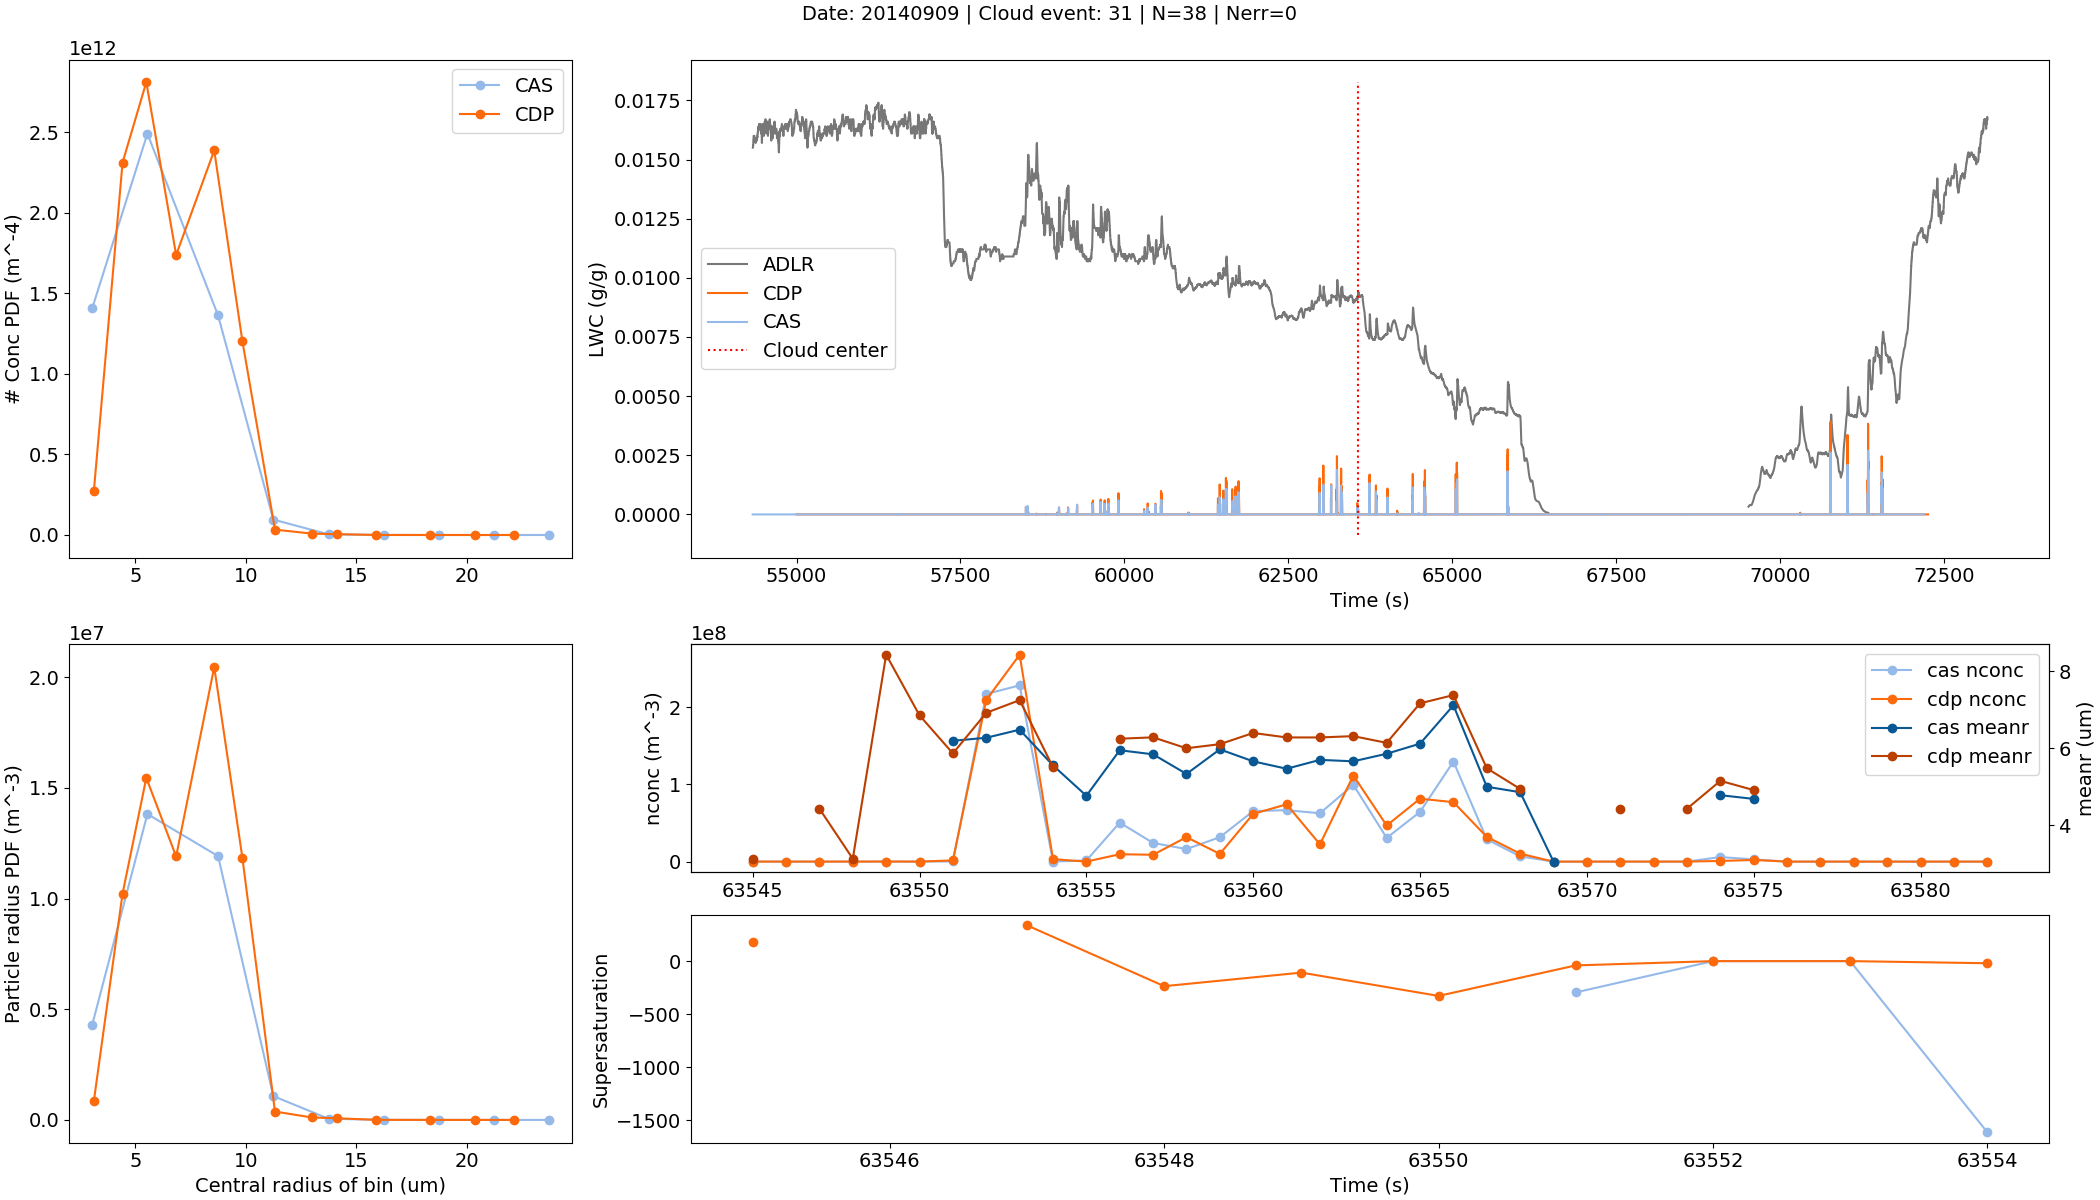 Date: 20140909 | Cloud event: 31 | N=38 | Nerr=0
1e12
# Conc PDF (m^-4)
2.5
2.0
1.5
1.0
0.5
0.0
5 10 15 20
CAS
CDP
LWC (g/g)
0.0175
0.0150
0.0125
0.0100
0.0075
0.0050
0.0025
0.0000
ADLR
CDP
CAS
Cloud center
55000 57500 60000 62500 65000 67500 70000 72500
Time (s)
1e7
Particle radius PDF (m^-3)
2.0
1.5
1.0
0.5
0.0
5 10 15 20
Central radius of bin (um)
1e8
nconc (m^-3)
2
1
0
cas nconc
cdp nconc
cas meanr
cdp meanr
8
6
4
meanr (um)
63545 63550 63555 63560 63565 63570 63575 63580
Supersaturation
0
−500
−1000
−1500
63546 63548 63550 63552 63554
Time (s)